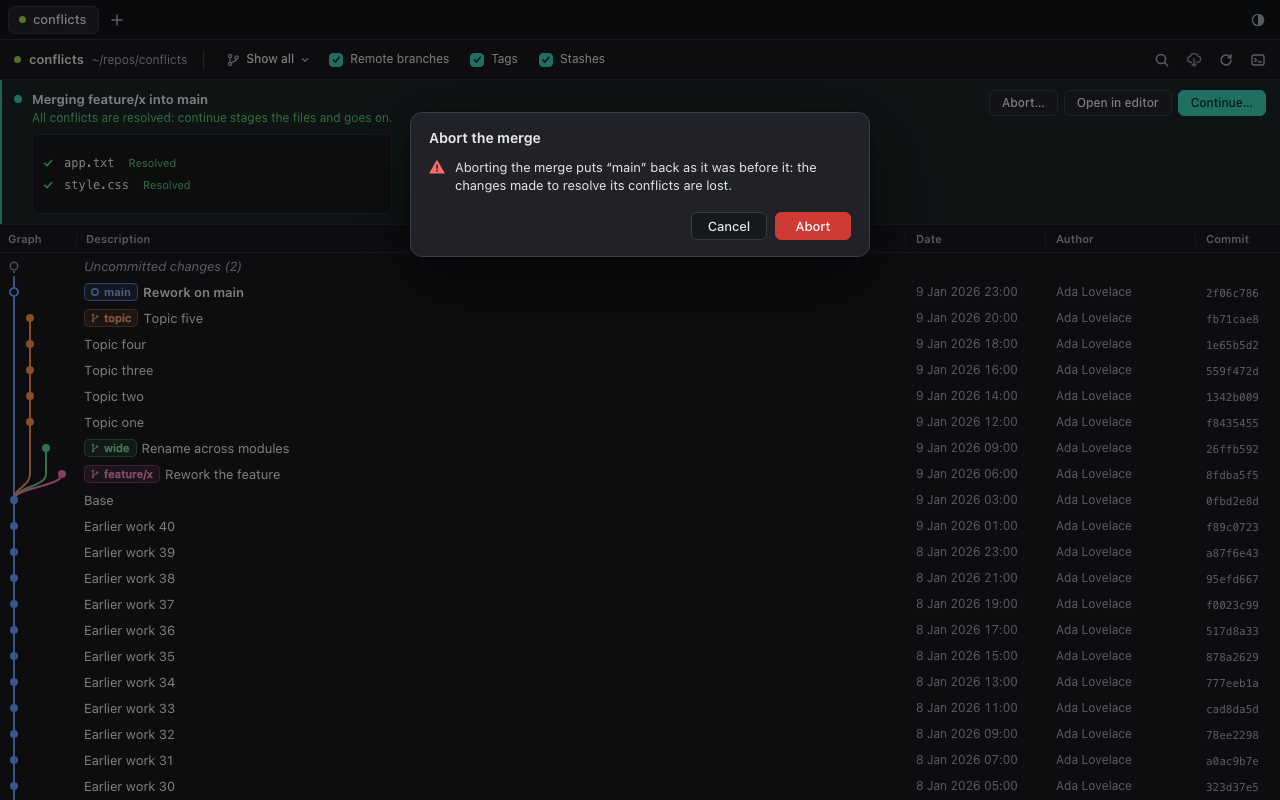 conflicts
conflicts ~/repos/conflicts Show all Remote branches Tags Stashes
Merging feature/x into main
All conflicts are resolved: continue stages the files and goes on.
Abort... Open in editor Continue...
app.txt Resolved
style.css Resolved
Abort the merge
Aborting the merge puts “main” back as it was before it: the
changes made to resolve its conflicts are lost.
Cancel Abort
Graph Description Date Author Commit
Uncommitted changes (2)
main Rework on main 9 Jan 2026 23:00 Ada Lovelace 2f06c786
topic Topic five 9 Jan 2026 20:00 Ada Lovelace fb71cae8
Topic four 9 Jan 2026 18:00 Ada Lovelace 1e65b5d2
Topic three 9 Jan 2026 16:00 Ada Lovelace 559f472d
Topic two 9 Jan 2026 14:00 Ada Lovelace 1342b009
Topic one 9 Jan 2026 12:00 Ada Lovelace f8435455
wide Rename across modules 9 Jan 2026 09:00 Ada Lovelace 26ffb592
feature/x Rework the feature 9 Jan 2026 06:00 Ada Lovelace 8fdba5f5
Base 9 Jan 2026 03:00 Ada Lovelace 0fbd2e8d
Earlier work 40 9 Jan 2026 01:00 Ada Lovelace f89c0723
Earlier work 39 8 Jan 2026 23:00 Ada Lovelace a87f6e43
Earlier work 38 8 Jan 2026 21:00 Ada Lovelace 95efd667
Earlier work 37 8 Jan 2026 19:00 Ada Lovelace f0023c99
Earlier work 36 8 Jan 2026 17:00 Ada Lovelace 517d8a33
Earlier work 35 8 Jan 2026 15:00 Ada Lovelace 878a2629
Earlier work 34 8 Jan 2026 13:00 Ada Lovelace 777eeb1a
Earlier work 33 8 Jan 2026 11:00 Ada Lovelace cad8da5d
Earlier work 32 8 Jan 2026 09:00 Ada Lovelace 78ee2298
Earlier work 31 8 Jan 2026 07:00 Ada Lovelace a0ac9b7e
Earlier work 30 8 Jan 2026 05:00 Ada Lovelace 323d37e5